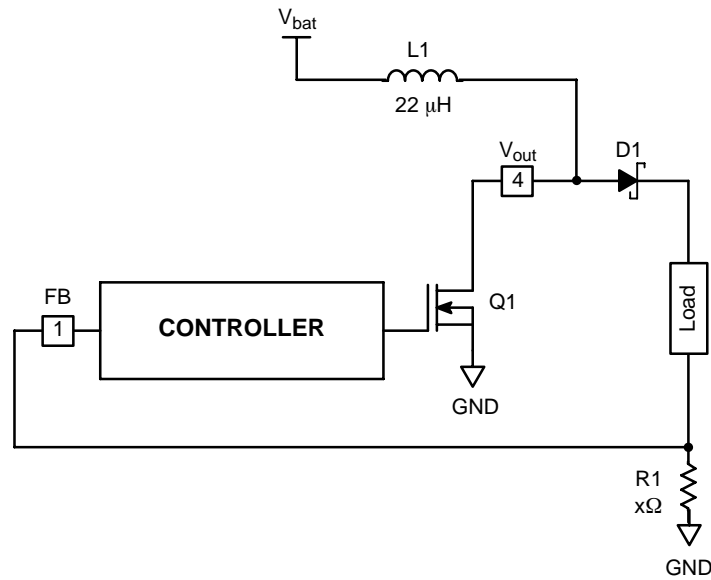 Vbat
L1
22 μH
Vout
D1
4
FB
1
CONTROLLER
Q1
Load
GND
R1
xΩ
GND